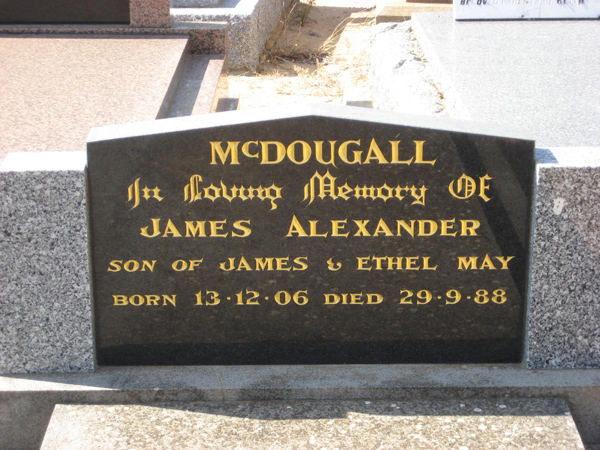 McDOUGALL
In Loving Memory Of
JAMES ALEXANDER
SON OF JAMES & ETHEL MAY
BORN 13·12·06 DIED 29·9·88